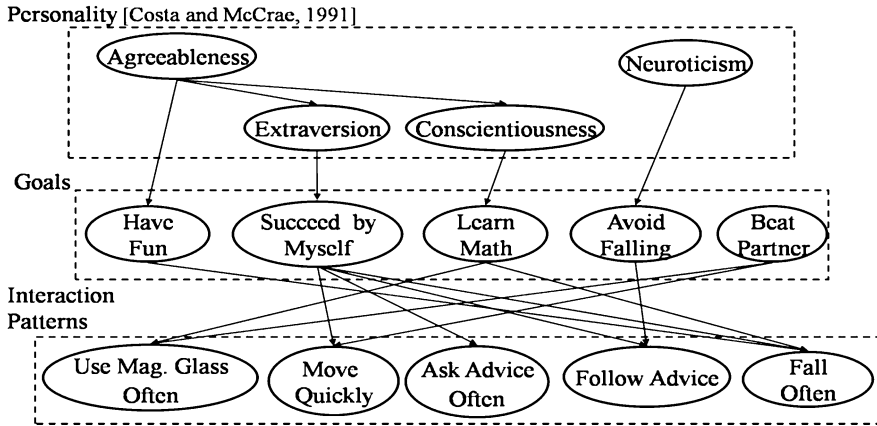 Personality [Costa and McCrae, 1991]
Agreeableness
Neuroticism
Extraversion
Conscientiousness
Goals
Have
Fun
Succeed by
Myself
Learn
Math
Avoid
Falling
Beat
Partner
Interaction
Patterns
Use Mag. Glass
Often
Move
Quickly
Ask Advice
Often
Follow Advice
Fall
Often